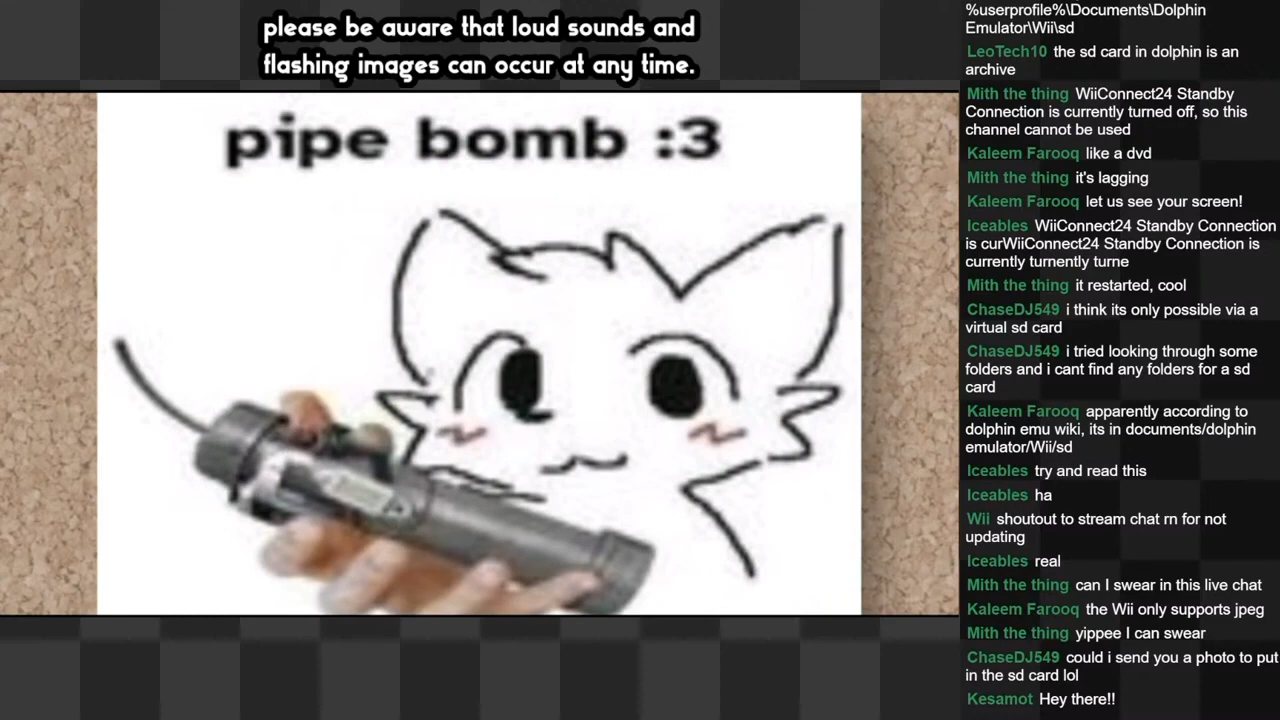 please be aware that loud sounds and
flashing images can occur at any time.
pipe bomb :3
%userprofile%\Documents\Dolphin
Emulator\Wii\sd
LeoTech10 the sd card in dolphin is an
archive
Mith the thing WiiConnect24 Standby
Connection is currently turned off, so this
channel cannot be used
Kaleem Farooq like a dvd
Mith the thing it's lagging
Kaleem Farooq let us see your screen!
Iceables WiiConnect24 Standby Connection
is curWiiConnect24 Standby Connection is
currently turnently turne
Mith the thing it restarted, cool
ChaseDJ549 i think its only possible via a
virtual sd card
ChaseDJ549 i tried looking through some
folders and i cant find any folders for a sd
card
Kaleem Farooq apparently according to
dolphin emu wiki, its in documents/dolphin
emulator/Wii/sd
Iceables try and read this
Iceables ha
Wii shoutout to stream chat rn for not
updating
Iceables real
Mith the thing can I swear in this live chat
Kaleem Farooq the Wii only supports jpeg
Mith the thing yippee I can swear
ChaseDJ549 could i send you a photo to put
in the sd card lol
Kesamot Hey there!!